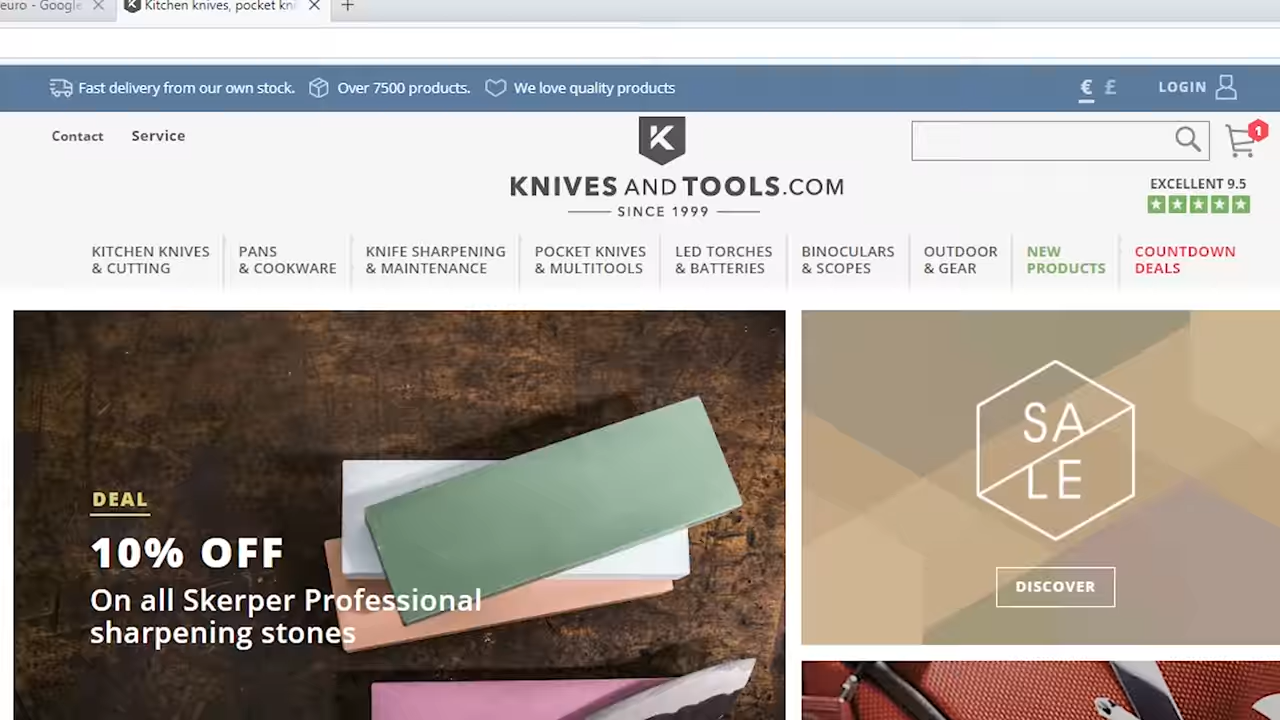 euro - Google
Kitchen knives, pocket kni
Fast delivery from our own stock.
Over 7500 products.
We love quality products
€ £
LOGIN
Contact
Service
1
KNIVES AND TOOLS.COM
SINCE 1999
EXCELLENT 9.5
KITCHEN KNIVES
& CUTTING
PANS
& COOKWARE
KNIFE SHARPENING
& MAINTENANCE
POCKET KNIVES
& MULTITOOLS
LED TORCHES
& BATTERIES
BINOCULARS
& SCOPES
OUTDOOR
& GEAR
NEW
PRODUCTS
COUNTDOWN
DEALS
DEAL
10% OFF
On all Skerper Professional
sharpening stones
SA
LE
DISCOVER